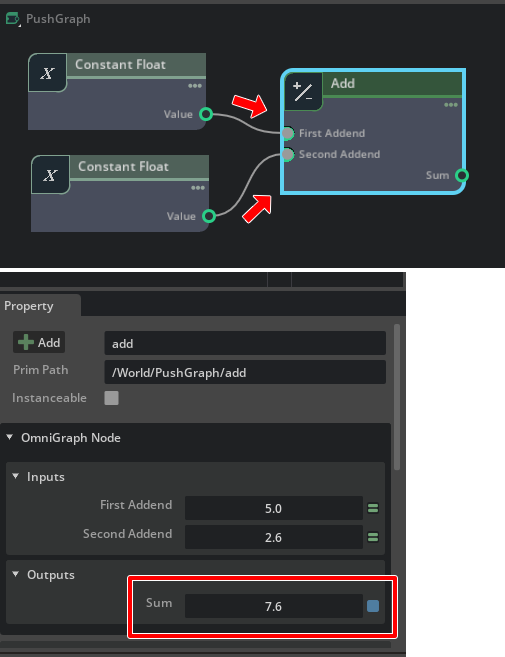 PushGraph
X
Constant Float
Value
X
Constant Float
Value
Add
First Addend
Second Addend
Sum
Property
Add
add
Prim Path
/World/PushGraph/add
Instanceable
OmniGraph Node
Inputs
First Addend
5.0
Second Addend
2.6
Outputs
Sum
7.6